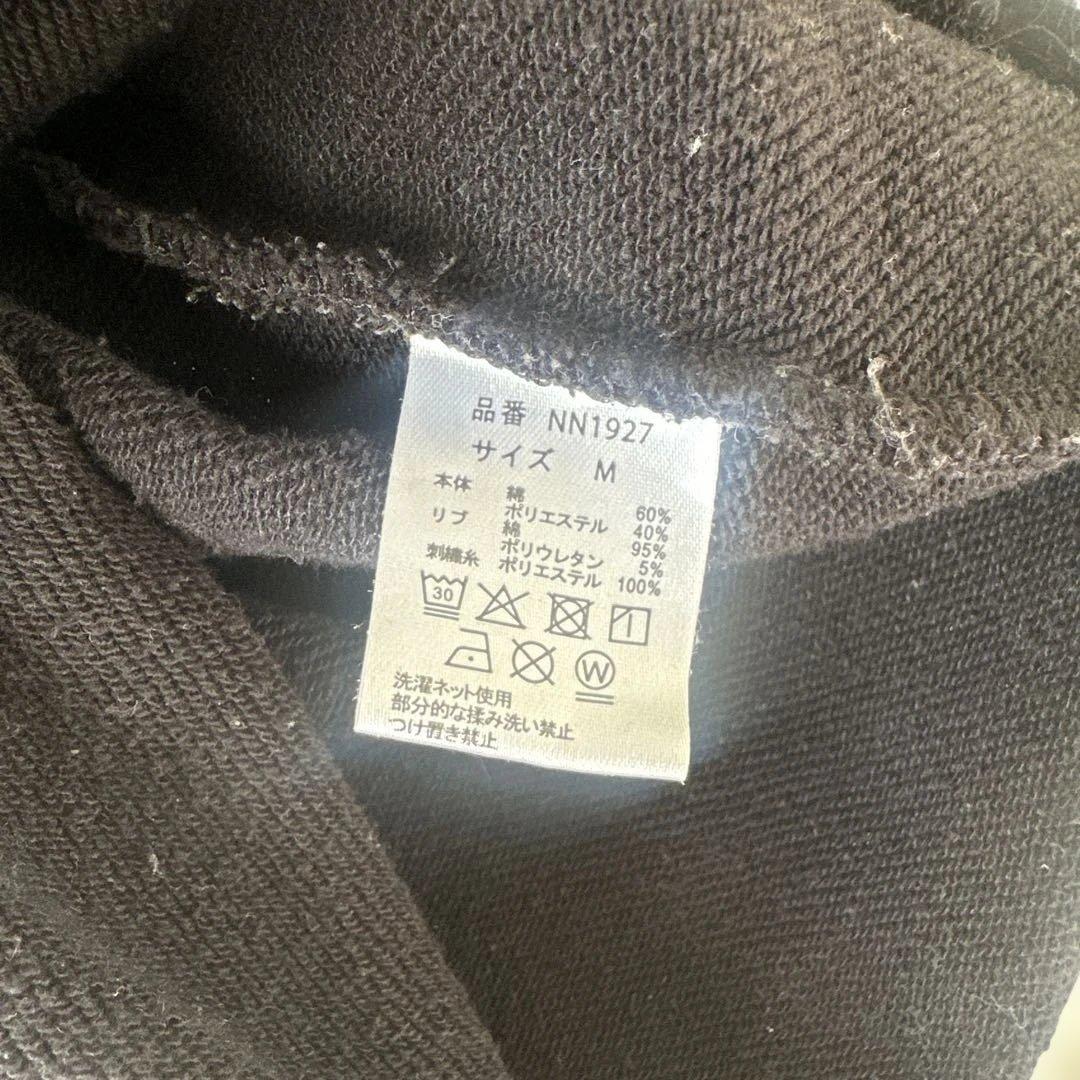 品番 NN1927
サイズ M
本体 綿 60%
ポリエステル 40%
リブ 綿 95%
ポリウレタン 5%
刺繍糸 ポリエステル 100%
30
W
洗濯ネット使用
部分的な揉み洗い禁止
つけ置き禁止